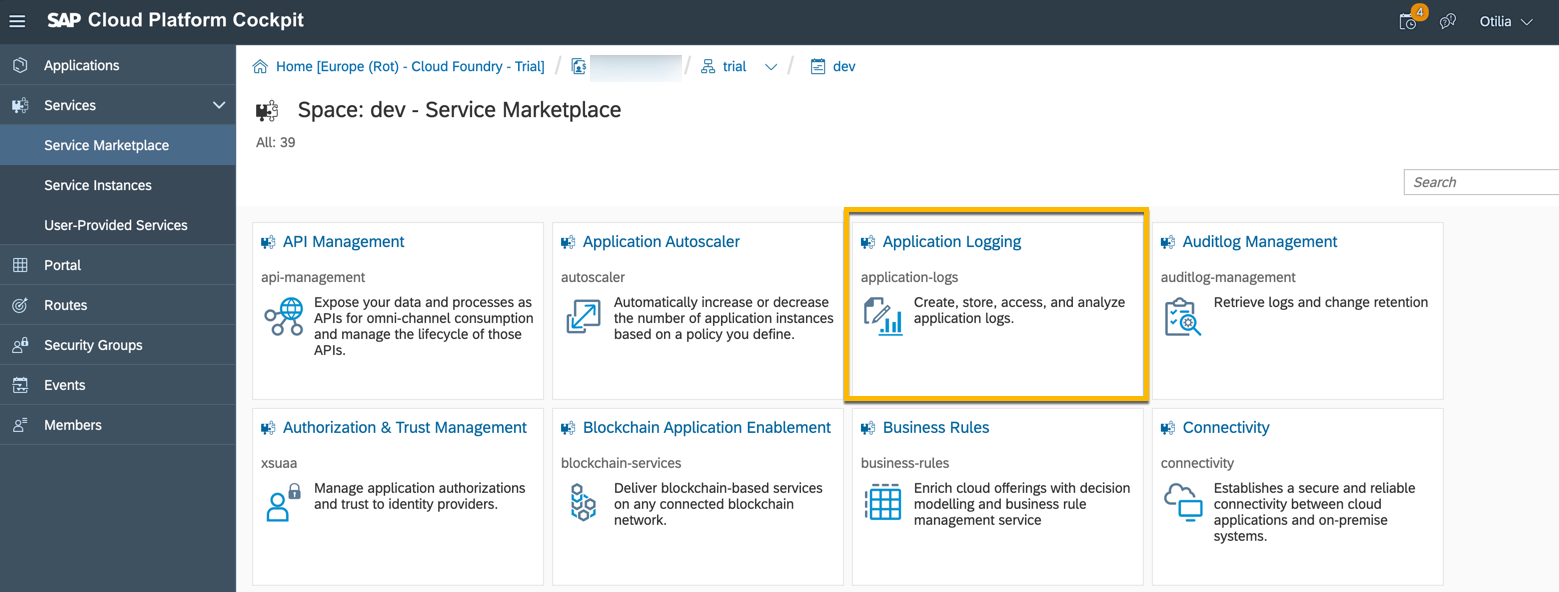 SAP Cloud Platform Cockpit
4
Otilia
Applications
Services
Service Marketplace
Service Instances
User-Provided Services
Portal
Routes
Security Groups
Events
Members
Home [Europe (Rot) - Cloud Foundry - Trial] / / trial / dev
Space: dev - Service Marketplace
All: 39
Search
API Management
api-management
Expose your data and processes as
APIs for omni-channel consumption
and manage the lifecycle of those
APIs.
Application Autoscaler
autoscaler
Automatically increase or decrease
the number of application instances
based on a policy you define.
Application Logging
application-logs
Create, store, access, and analyze
application logs.
Auditlog Management
auditlog-management
Retrieve logs and change retention
Authorization & Trust Management
xsuaa
Manage application authorizations
and trust to identity providers.
Blockchain Application Enablement
blockchain-services
Deliver blockchain-based services
on any connected blockchain
network.
Business Rules
business-rules
Enrich cloud offerings with decision
modelling and business rule
management service
Connectivity
connectivity
Establishes a secure and reliable
connectivity between cloud
applications and on-premise
systems.